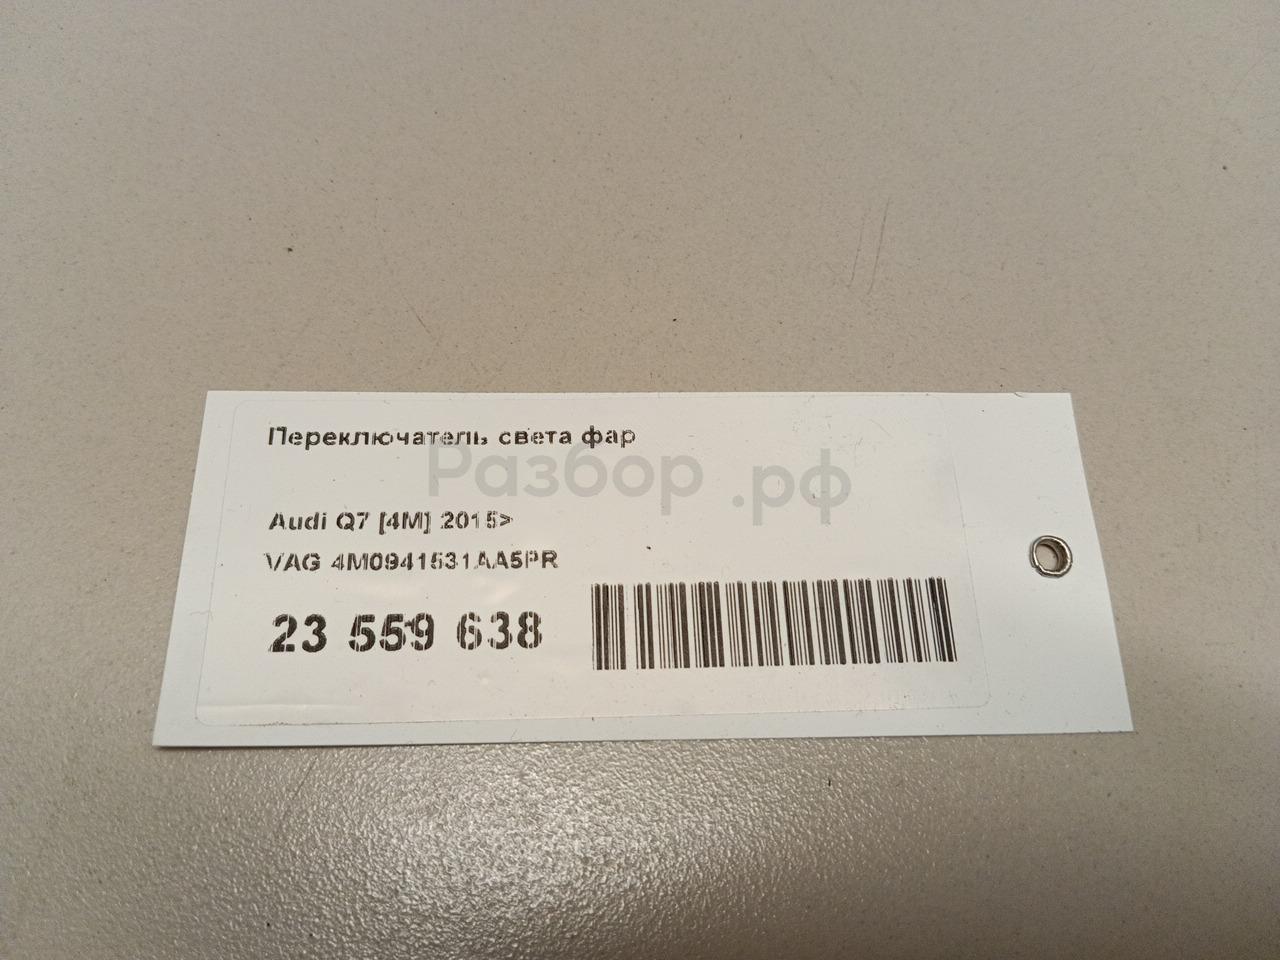 Переключатель света фар
Разбор.рф
Audi Q7 [4M] 2015>
VAG 4M0941531AA5PR
23 559 638